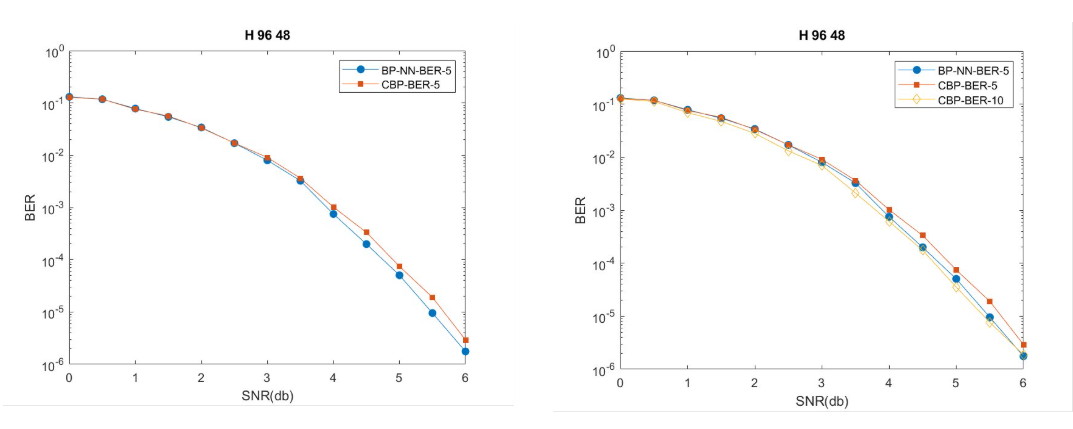 H 96 48
10^0
10^-1
10^-2
10^-3
10^-4
10^-5
10^-6
BER
BP-NN-BER-5
CBP-BER-5
0 1 2 3 4 5 6
SNR(db)
H 96 48
10^0
10^-1
10^-2
10^-3
10^-4
10^-5
10^-6
BER
BP-NN-BER-5
CBP-BER-5
CBP-BER-10
0 1 2 3 4 5 6
SNR(db)